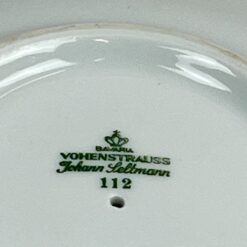 BAVARIA
VOHENSTRAUSS
Johann Seltmann
112